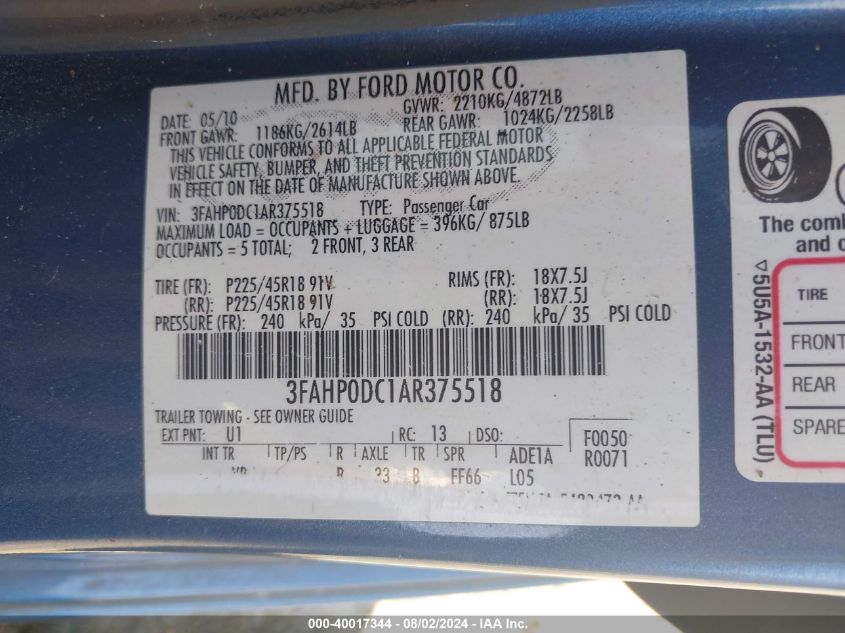 MFD. BY FORD MOTOR CO.
DATE: 05/10 GVWR: 2210KG/4872LB
FRONT GAWR: 1186KG/2614LB REAR GAWR: 1024KG/2258LB
THIS VEHICLE CONFORMS TO ALL APPLICABLE FEDERAL MOTOR
VEHICLE SAFETY, BUMPER, AND THEFT PREVENTION STANDARDS
IN EFFECT ON THE DATE OF MANUFACTURE SHOWN ABOVE.
VIN: 3FAHP0DC1AR375518 TYPE: Passenger Car
MAXIMUM LOAD = OCCUPANTS + LUGGAGE = 396KG/ 875LB
OCCUPANTS = 5 TOTAL; 2 FRONT, 3 REAR
TIRE (FR): P225/45R18 91V RIMS (FR): 18X7.5J
(RR): P225/45R18 91V (RR): 18X7.5J
PRESSURE (FR): 240 kPa/ 35 PSI COLD (RR): 240 kPa/ 35 PSI COLD
3FAHP0DC1AR375518
TRAILER TOWING - SEE OWNER GUIDE
EXT PNT: U1 RC: 13 DSO: F0050
INT TR TP/PS R AXLE TR SPR ADE1A R0071
33 B FF66 L05
The comb
and o
TIRE
FRONT
REAR
SPARE
5U5A-1532-AA (TLU)
000-40017344 - 08/02/2024 - IAA Inc.